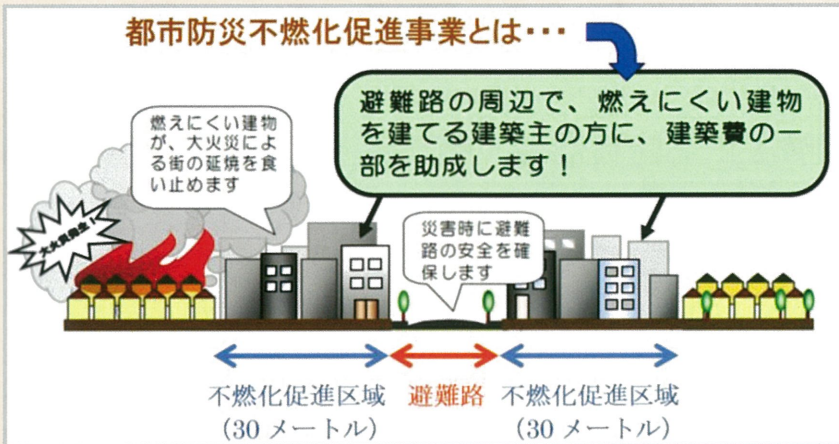 都市防災不燃化促進事業とは・・・
避難路の周辺で、燃えにくい建物
を建てる建築主の方に、建築費の一
部を助成します！
燃えにくい建物
が、大火災によ
る街の延焼を食
い止めます
大火災発生！
災害時に避難
路の安全を確
保します
不燃化促進区域
（30 メートル）
避難路
不燃化促進区域
（30 メートル）